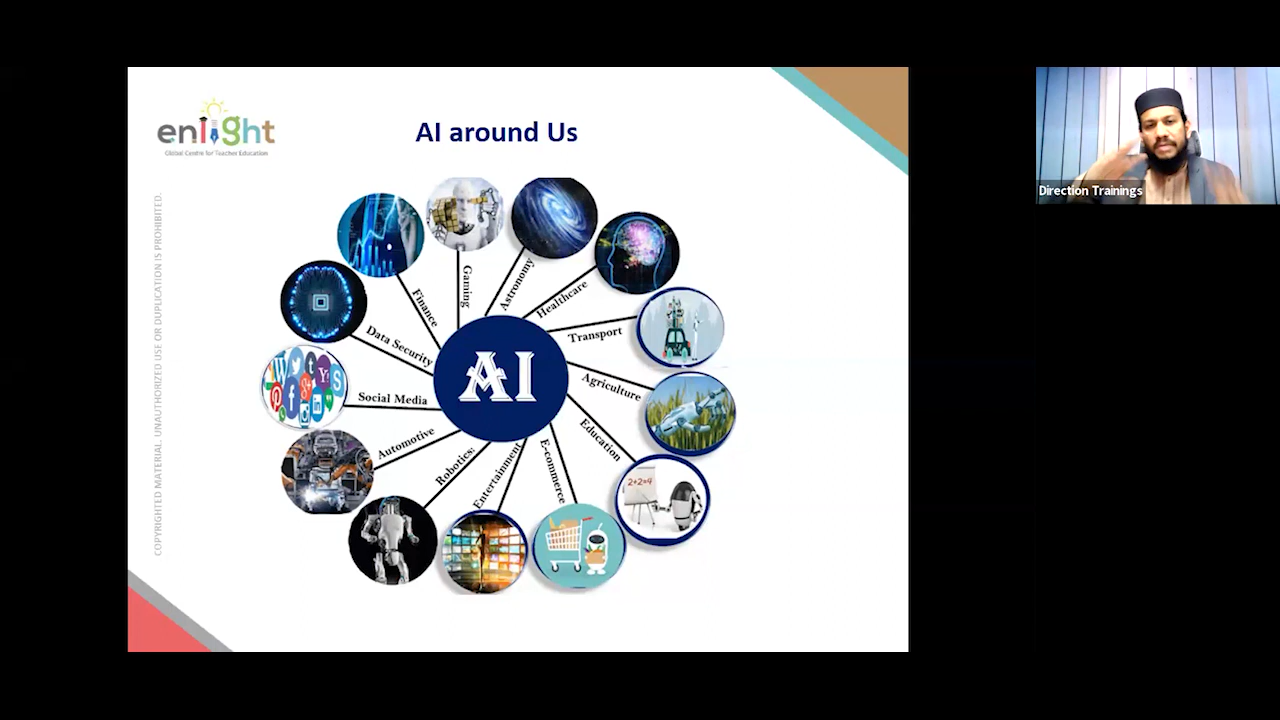 enlight
Global Centre for Teacher Education
AI around Us
COPYRIGHTED MATERIAL. UNAUTHORIZED USE OR DUPLICATION IS PROHIBITED.
Gaming
Astronomy
Healthcare
Transport
Agriculture
Education
E-commerce
Entertainment
Robotics:
Automotive
Social Media
Data Security
Finance
AI
2+2=4
Direction Trainings